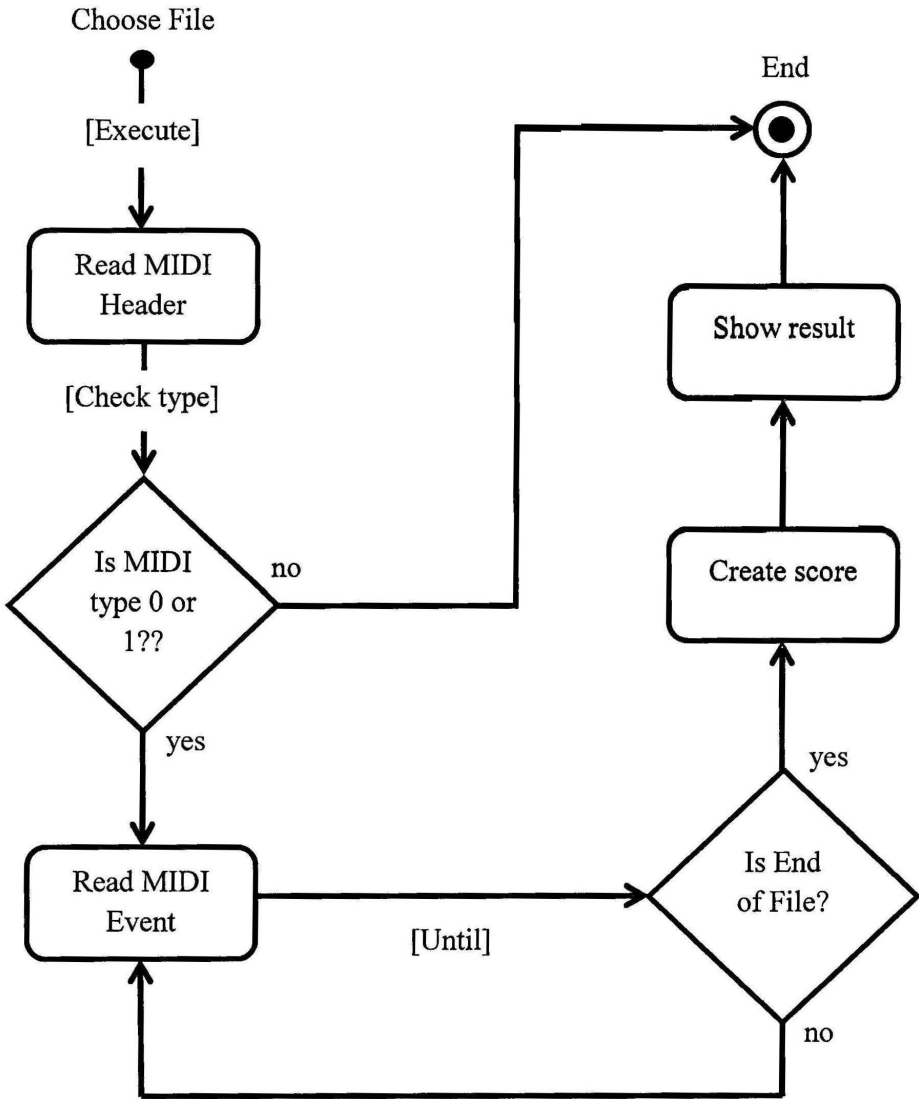 Choose File
[Execute]
Read MIDI
Header
[Check type]
Is MIDI
type 0 or
1??
no
yes
Read MIDI
Event
[Until]
Is End
of File?
no
yes
Create score
Show result
End